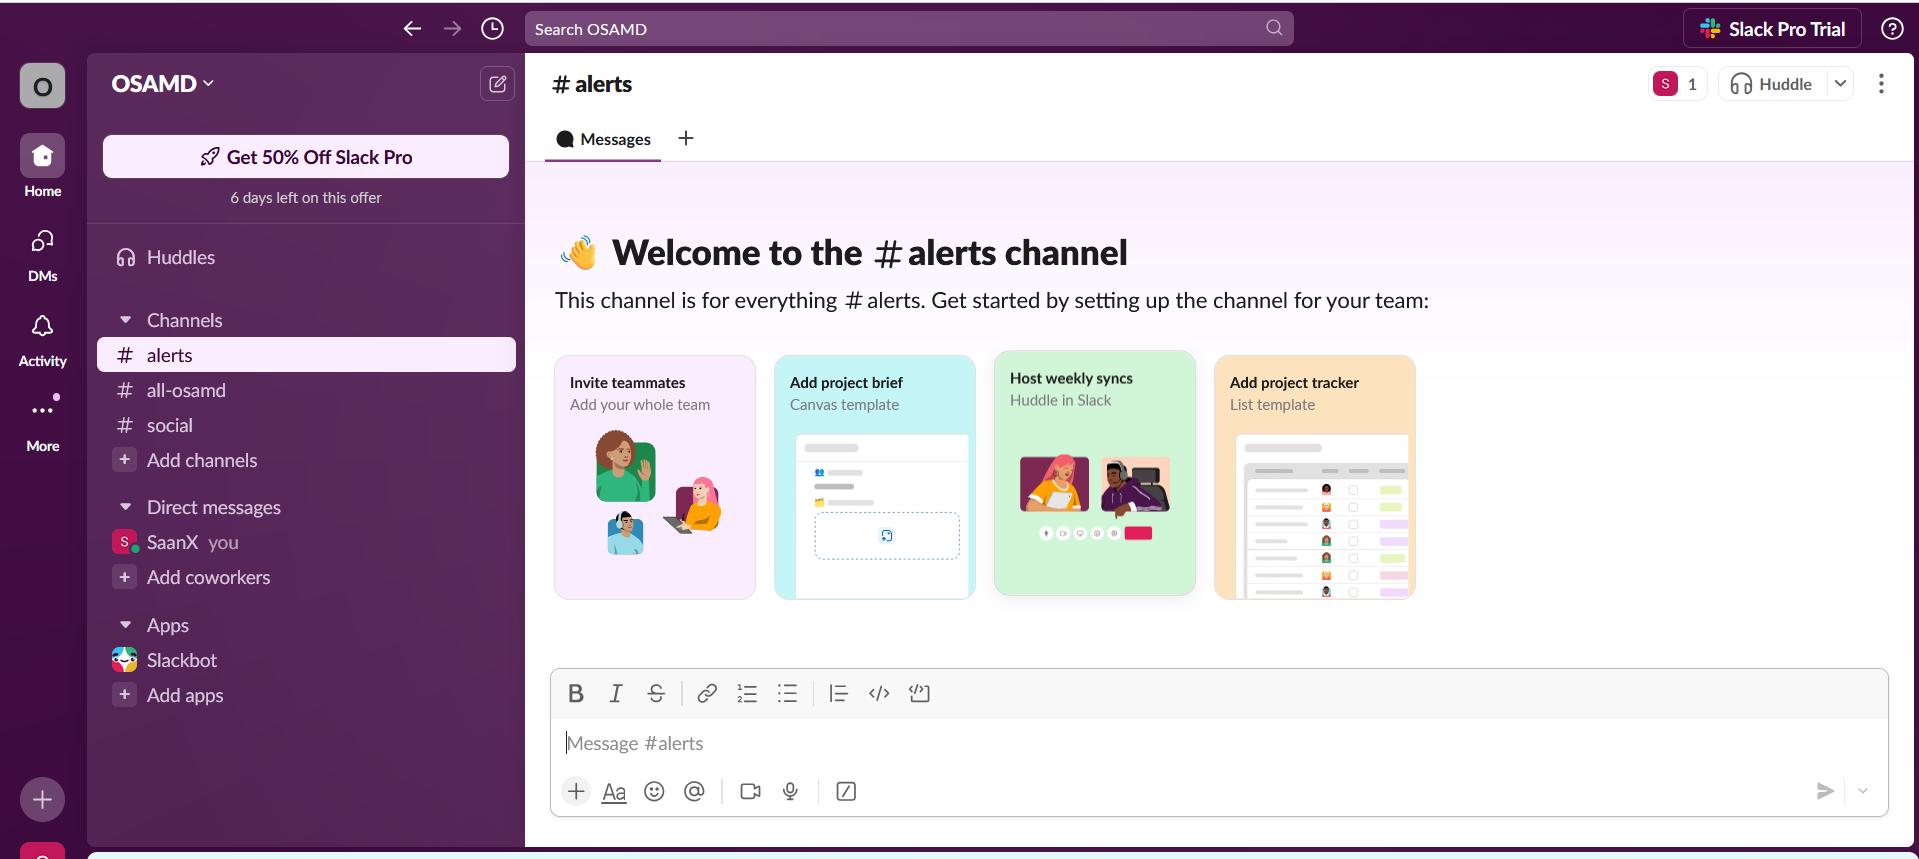 Search OSAMD
Slack Pro Trial
O
Home
DMs
Activity
More
OSAMD
Get 50% Off Slack Pro
6 days left on this offer
Huddles
Channels
# alerts
# all-osamd
# social
+ Add channels
Direct messages
S SaanX you
+ Add coworkers
Apps
Slackbot
+ Add apps
# alerts
S 1
Huddle
Messages +
👋 Welcome to the # alerts channel
This channel is for everything # alerts. Get started by setting up the channel for your team:
Invite teammates
Add your whole team
Add project brief
Canvas template
Host weekly syncs
Huddle in Slack
Add project tracker
List template
B I S
Message #alerts
+ Aa @